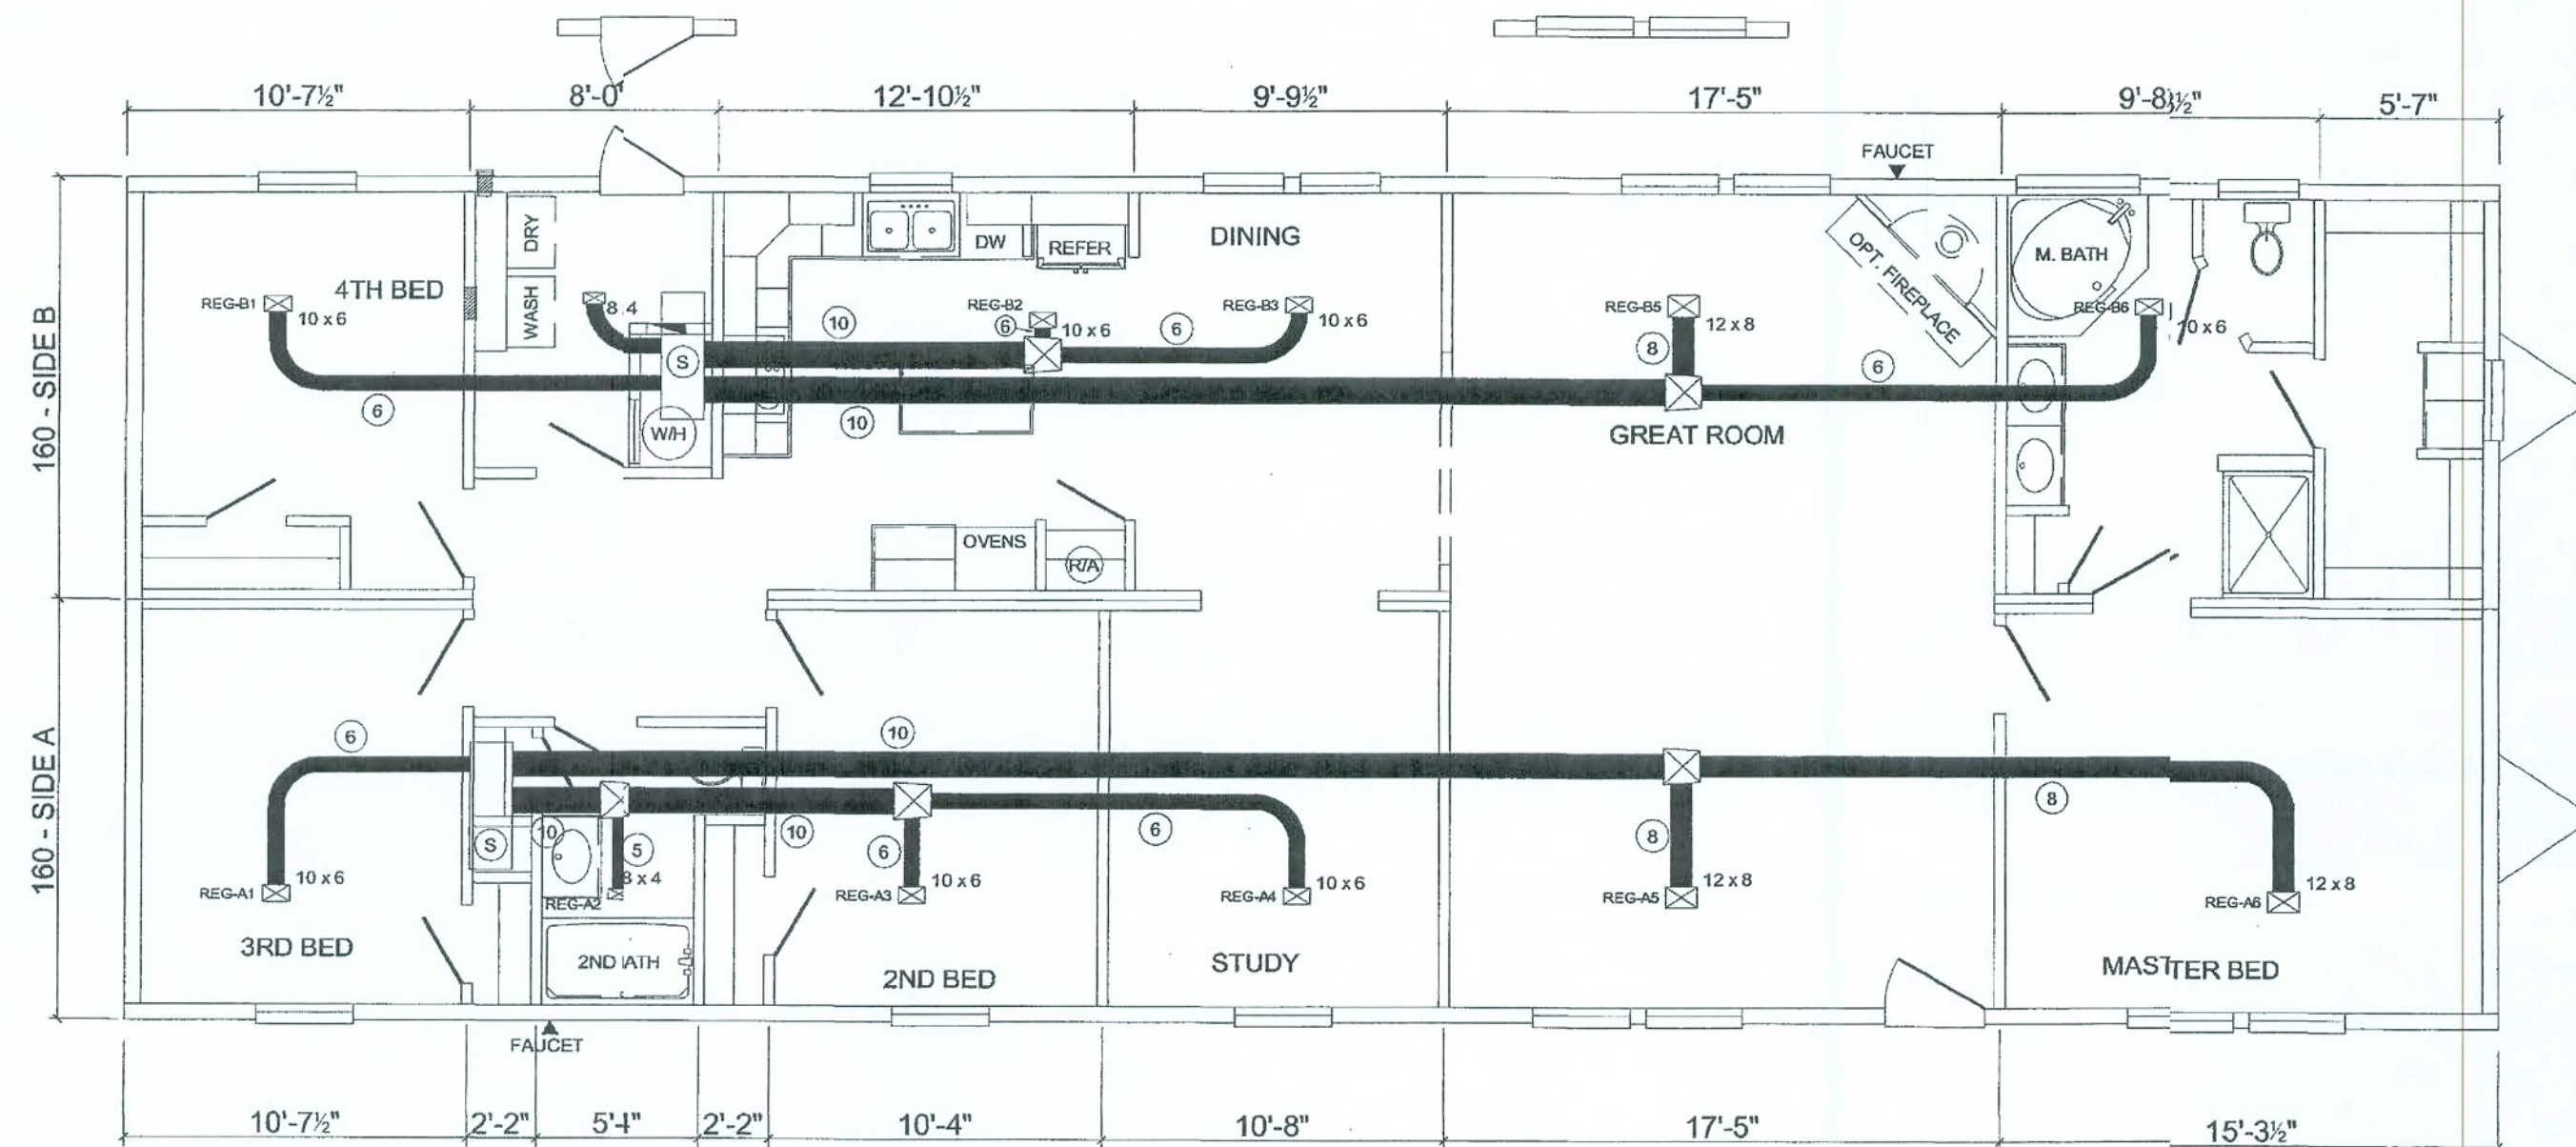 10'-7½"
8'-0"
12'-10½"
9'-9½"
17'-5"
9'-8½"
5'-7"
FAUCET
160 - SIDE B
DRY
WASH
4TH BED
REG-B1
10 x 6
6
8 4
S
W/H
10
10
DW
REFER
DINING
REG-B2
6
10 x 6
6
REG-B3
10 x 6
REG-B5
12 x 8
8
OPT. FIREPLACE
6
M. BATH
REG-B6
10 x 6
GREAT ROOM
OVENS
R/A
160 - SIDE A
6
10
REG-A1
10 x 6
S
10
5
8 x 4
REG-A2
10
6
REG-A3
10 x 6
6
REG-A4
10 x 6
8
REG-A5
12 x 8
8
REG-A6
12 x 8
3RD BED
2ND ATH
2ND BED
STUDY
MASTTER BED
FAUCET
10'-7½"
2'-2"
2'-2"
10'-4"
10'-8"
17'-5"
15'-3½"